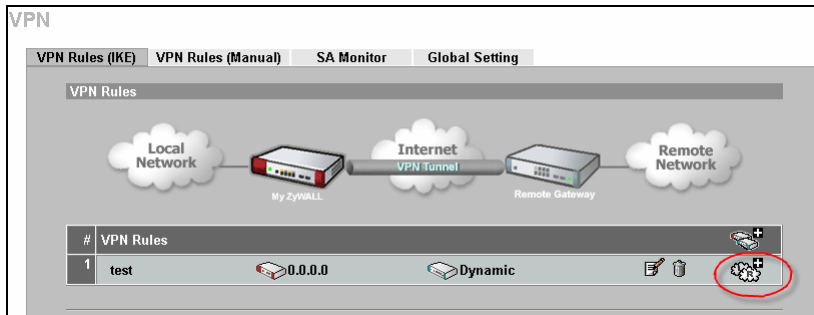 VPN
VPN Rules (IKE) VPN Rules (Manual) SA Monitor Global Setting
VPN Rules
Local Network
Internet
Remote Network
VPN Tunnel
My ZyWALL
Remote Gateway
# VPN Rules
1 test 0.0.0.0 Dynamic